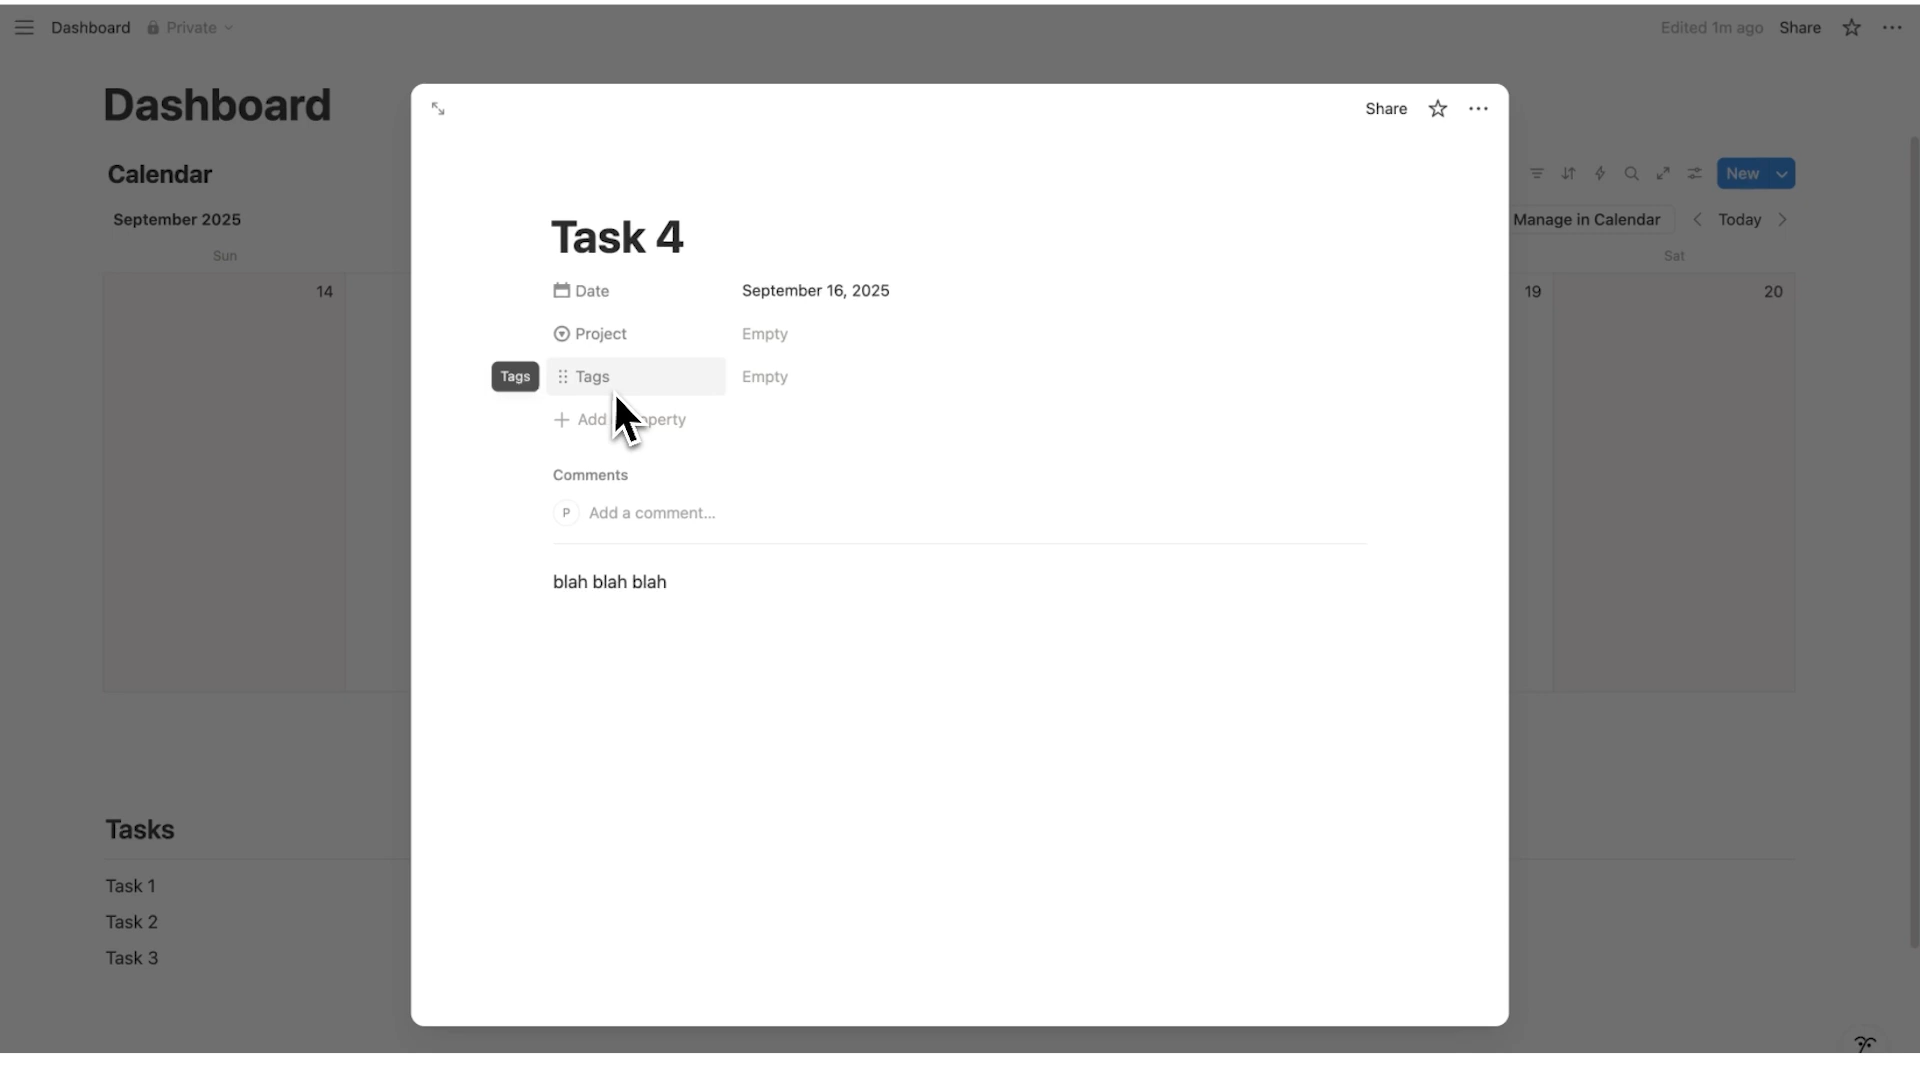 Dashboard Private
Edited 1m ago Share
Dashboard
Calendar
New
September 2025
Manage in Calendar Today
Sun
Sat
14
19
20
Share
Task 4
Date September 16, 2025
Project Empty
Tags Tags Empty
Add perty
Comments
P Add a comment...
blah blah blah
Tasks
Task 1
Task 2
Task 3